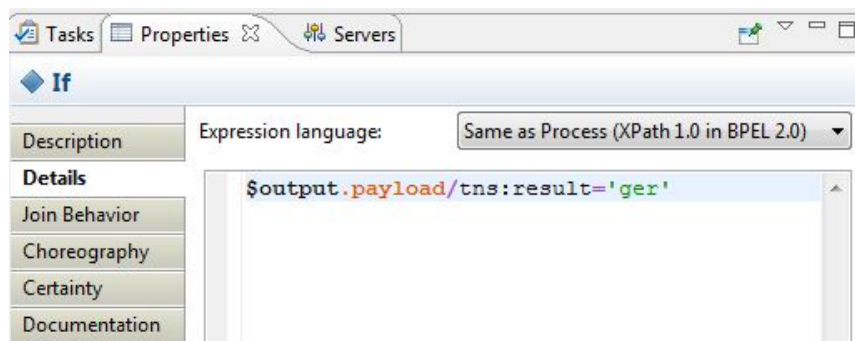 Tasks Properties Servers
If
Description
Expression language: Same as Process (XPath 1.0 in BPEL 2.0)
Details
$output.payload/tns:result='ger'
Join Behavior
Choreography
Certainty
Documentation